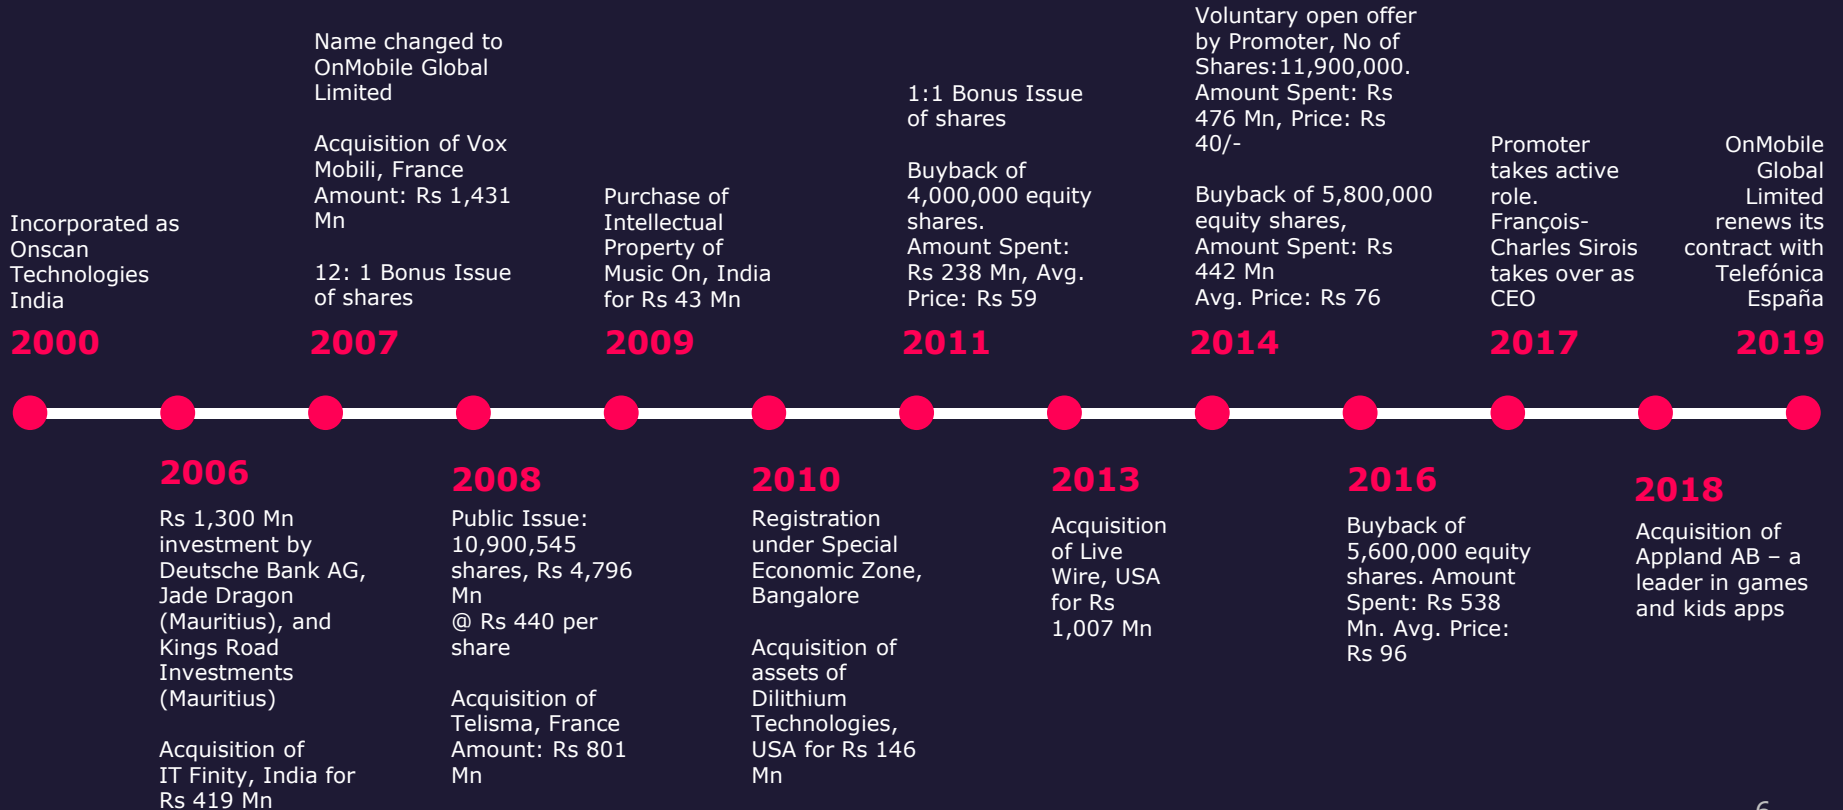 Incorporated as
Onscan
Technologies
India
2000
Name changed to
OnMobile Global
Limited
Acquisition of Vox
Mobili, France
Amount: Rs 1,431
Mn
12: 1 Bonus Issue
of shares
2007
Purchase of
Intellectual
Property of
Music On, India
for Rs 43 Mn
2009
1:1 Bonus Issue
of shares
Buyback of
4,000,000 equity
shares.
Amount Spent:
Rs 238 Mn, Avg.
Price: Rs 59
2011
Voluntary open offer
by Promoter, No of
Shares:11,900,000.
Amount Spent: Rs
476 Mn, Price: Rs
40/-
Buyback of 5,800,000
equity shares,
Amount Spent: Rs
442 Mn
Avg. Price: Rs 76
2014
Promoter
takes active
role.
François-
Charles Sirois
takes over as
CEO
2017
OnMobile
Global
Limited
renews its
contract with
Telefónica
España
2019
2006
Rs 1,300 Mn
investment by
Deutsche Bank AG,
Jade Dragon
(Mauritius), and
Kings Road
Investments
(Mauritius)
Acquisition of
IT Finity, India for
Rs 419 Mn
2008
Public Issue:
10,900,545
shares, Rs 4,796
Mn
@ Rs 440 per
share
Acquisition of
Telisma, France
Amount: Rs 801
Mn
2010
Registration
under Special
Economic Zone,
Bangalore
Acquisition of
assets of
Dilithium
Technologies,
USA for Rs 146
Mn
2013
Acquisition
of Live
Wire, USA
for Rs
1,007 Mn
2016
Buyback of
5,600,000 equity
shares. Amount
Spent: Rs 538
Mn. Avg. Price:
Rs 96
2018
Acquisition of
Appland AB – a
leader in games
and kids apps